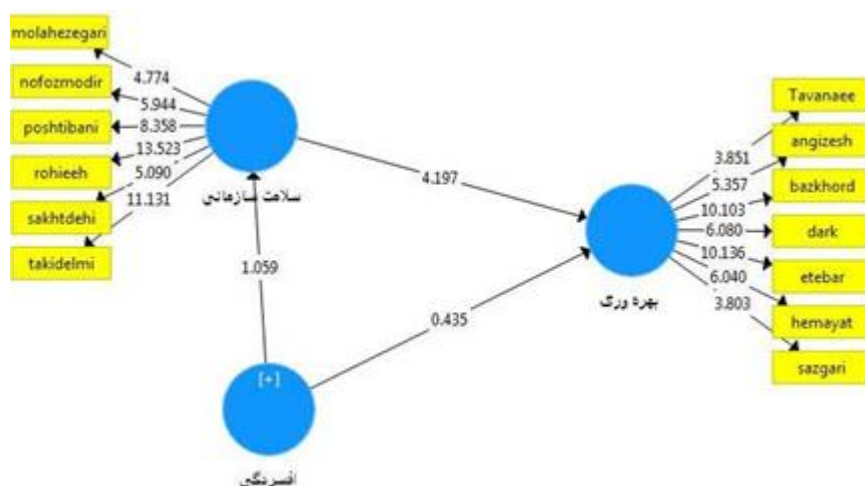 molahezegari
nofozmodir
poshtibani
rohieeh
sakhtdehi
takidelmi
4.774
5.944
8.358
13.523
5.090
11.131
سلامت سازمانی
4.197
1.059
0.435
[+]
افسردگی
بهره وری
3.851
5.357
10.103
6.080
10.136
6.040
3.803
Tavanaee
angizesh
bazkhord
dark
etebar
hemayat
sazgari